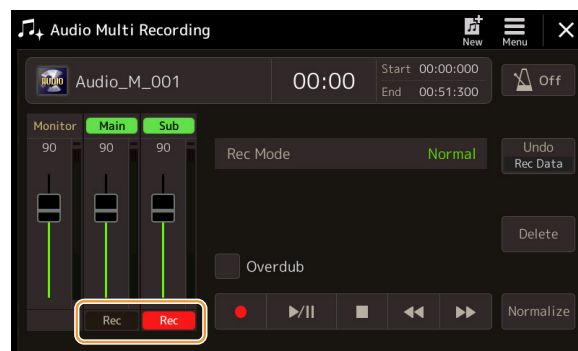 Audio Multi Recording
New
Menu
AUDIO
Audio_M_001
00:00
Start 00:00:000
End 00:51:300
Off
Monitor Main Sub
90 90 90
Rec Mode Normal
Undo
Rec Data
Delete
Overdub
Rec Rec
Normalize